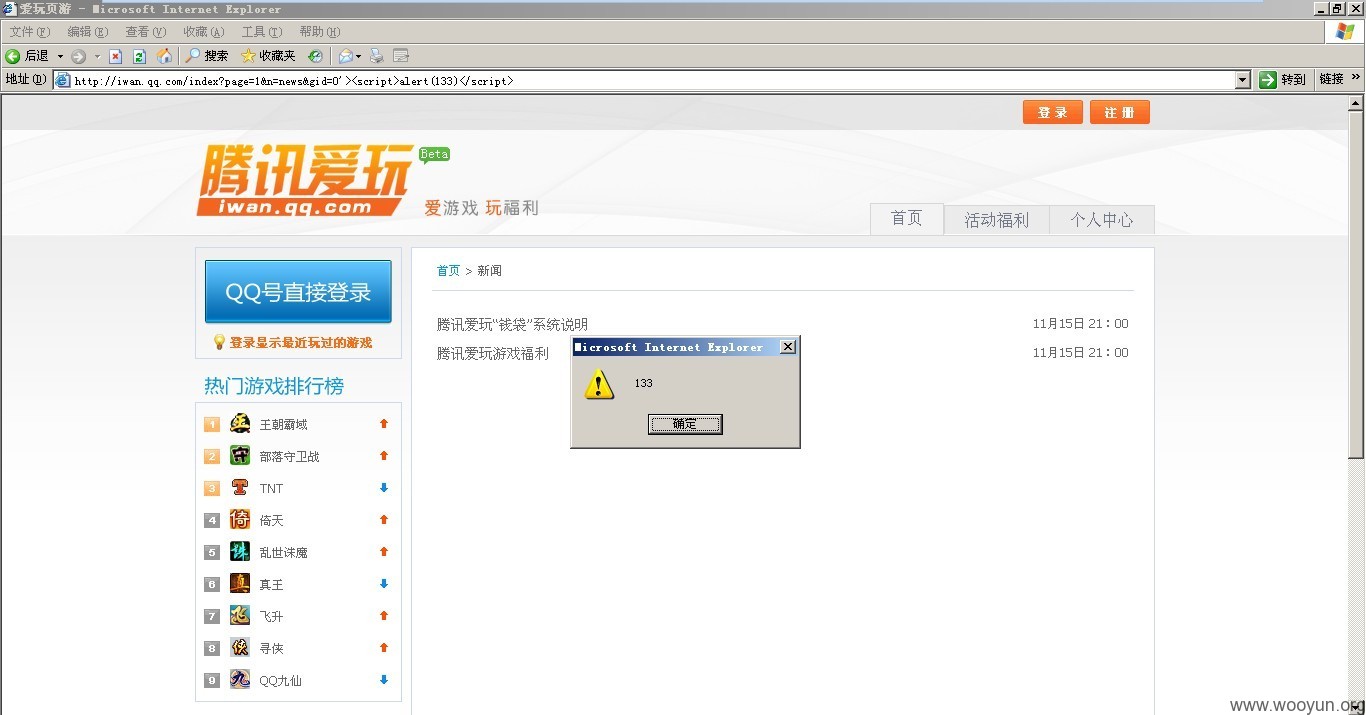 爱玩页游 - Microsoft Internet Explorer
文件(F) 编辑(E) 查看(V) 收藏(A) 工具(T) 帮助(H)
后退 搜索 收藏夹
地址(D) http://iwan.qq.com/index?page=1&n=news&gid=0'><script>alert(133)</script> 转到 链接 »
登录 注册
腾讯爱玩 Beta
iwan.qq.com
爱游戏 玩福利
首页 活动福利 个人中心
QQ号直接登录
登录显示最近玩过的游戏
热门游戏排行榜
1 王朝霸域
2 部落守卫战
3 TNT
4 倚天
5 乱世诛魔
6 真王
7 飞升
8 寻侠
9 QQ九仙
首页 > 新闻
腾讯爱玩“钱袋”系统说明 11月15日 21：00
腾讯爱玩游戏福利 11月15日 21：00
Microsoft Internet Explorer
133
确定
www.wooyun.org